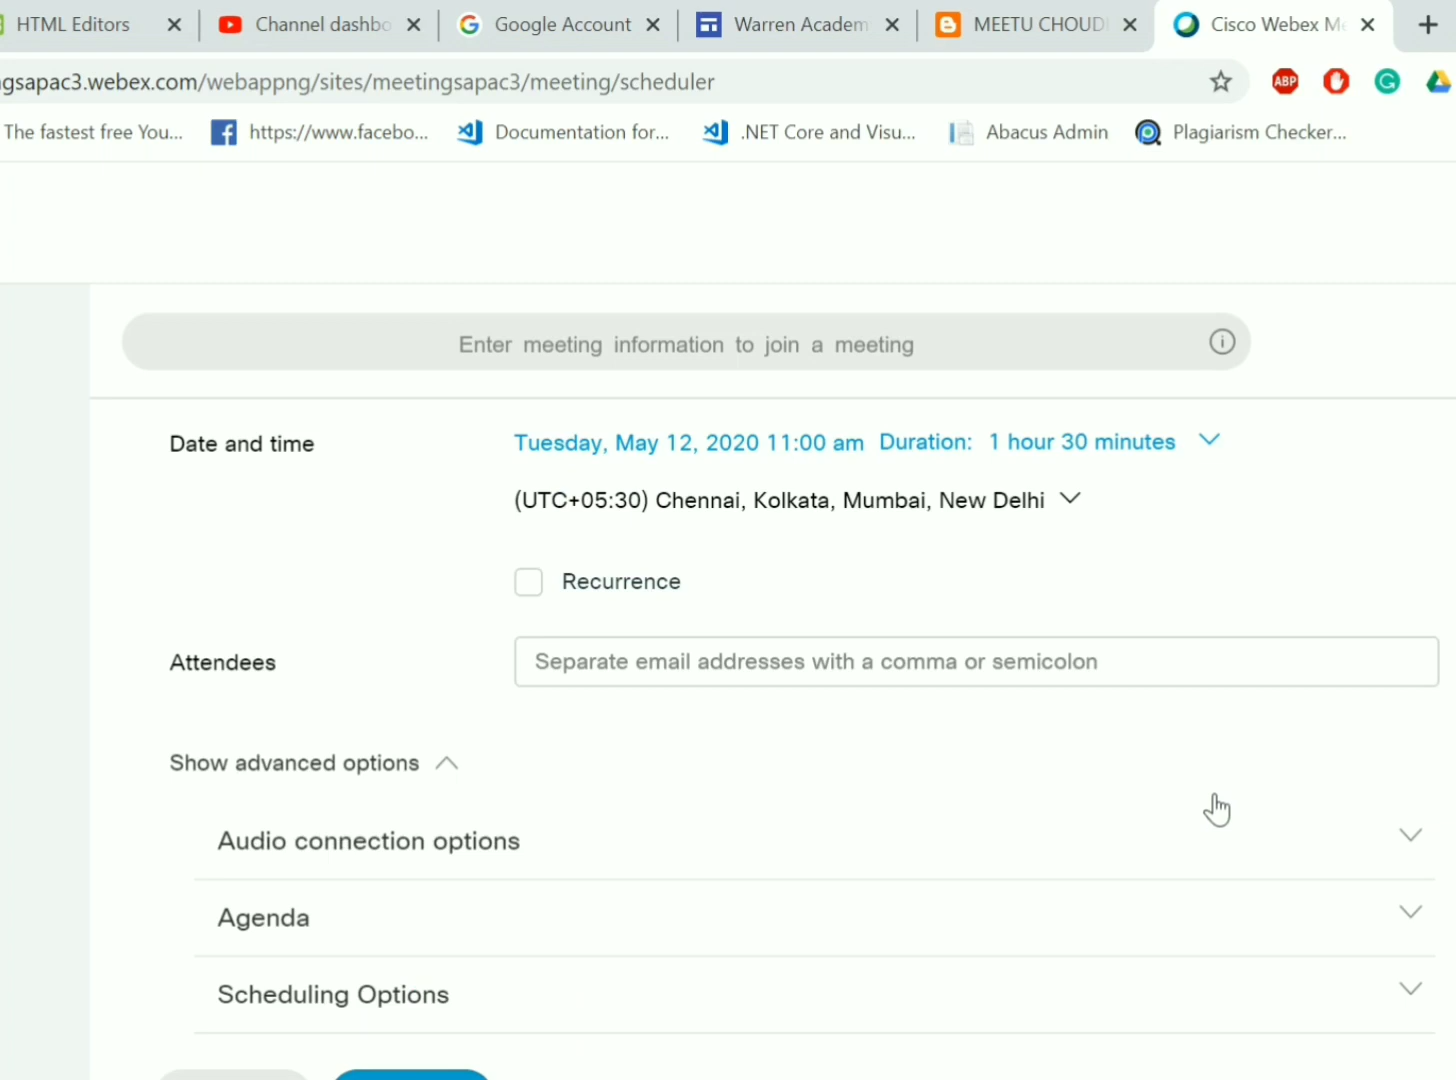 HTML Editors Channel dashbo Google Account Warren Academ MEETU CHOUD Cisco Webex Me
gsapac3.webex.com/webappng/sites/meetingsapac3/meeting/scheduler ABP
The fastest free You... https://www.facebo... Documentation for... .NET Core and Visu... Abacus Admin Plagiarism Checker...
Enter meeting information to join a meeting
Date and time Tuesday, May 12, 2020 11:00 am Duration: 1 hour 30 minutes
(UTC+05:30) Chennai, Kolkata, Mumbai, New Delhi
Recurrence
Attendees Separate email addresses with a comma or semicolon
Show advanced options
Audio connection options
Agenda
Scheduling Options